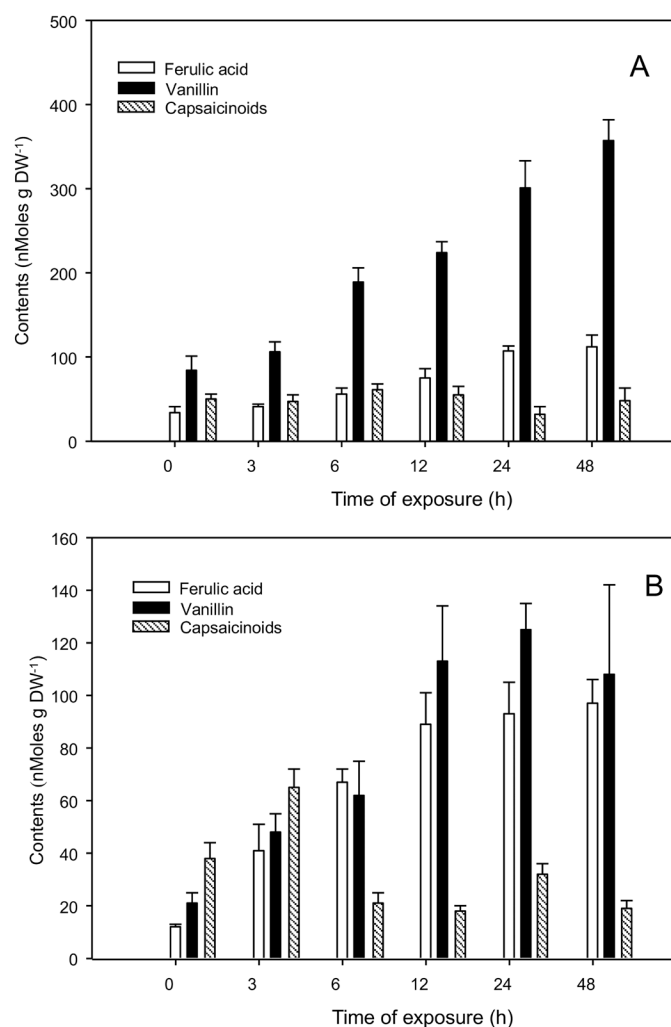 500
400
300
200
100
0
Contents (nMoles g DW-1)
Ferulic acid
Vanillin
Capsaicinoids
A
0 3 6 12 24 48
Time of exposure (h)
160
140
120
100
80
60
40
20
0
Contents (nMoles g DW-1)
Ferulic acid
Vanillin
Capsaicinoids
B
0 3 6 12 24 48
Time of exposure (h)